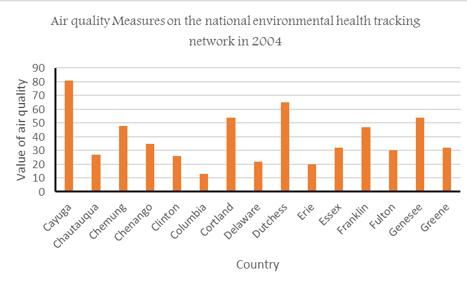 Air quality Measures on the national environmental health tracking
network in 2004
Value of air quality
90
80
70
60
50
40
30
20
10
0
Cayuga
Chautauqua
Chemung
Chenango
Clinton
Columbia
Cortland
Delaware
Dutchess
Erie
Essex
Franklin
Fulton
Genesee
Greene
Country